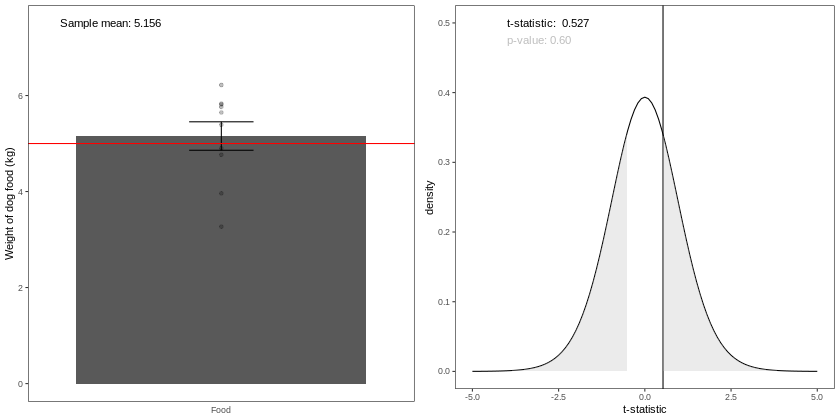 Sample mean: 5.156
6
4
2
0
Weight of dog food (kg)
Food
t-statistic:  0.527
p-value: 0.60
0.5
0.4
0.3
0.2
0.1
0.0
density
-5.0
-2.5
0.0
2.5
5.0
t-statistic